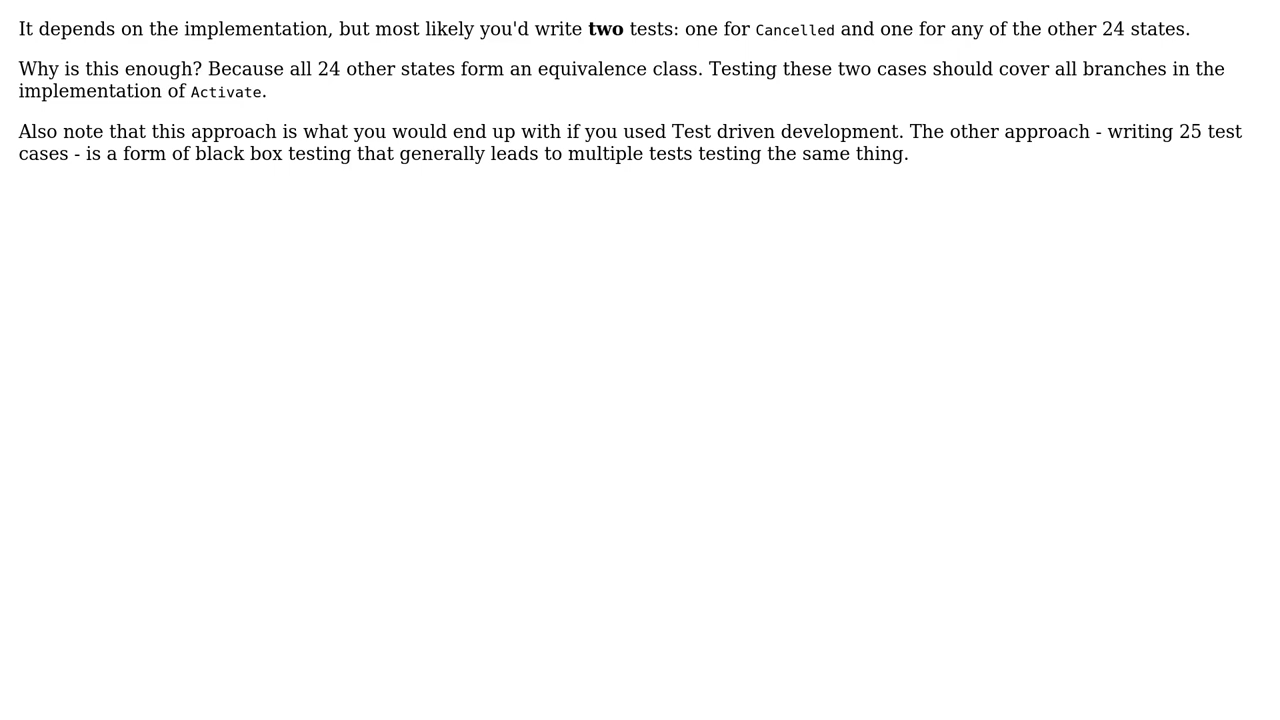 It depends on the implementation, but most likely you'd write two tests: one for Cancelled and one for any of the other 24 states.
Why is this enough? Because all 24 other states form an equivalence class. Testing these two cases should cover all branches in the
implementation of Activate.
Also note that this approach is what you would end up with if you used Test driven development. The other approach - writing 25 test
cases - is a form of black box testing that generally leads to multiple tests testing the same thing.